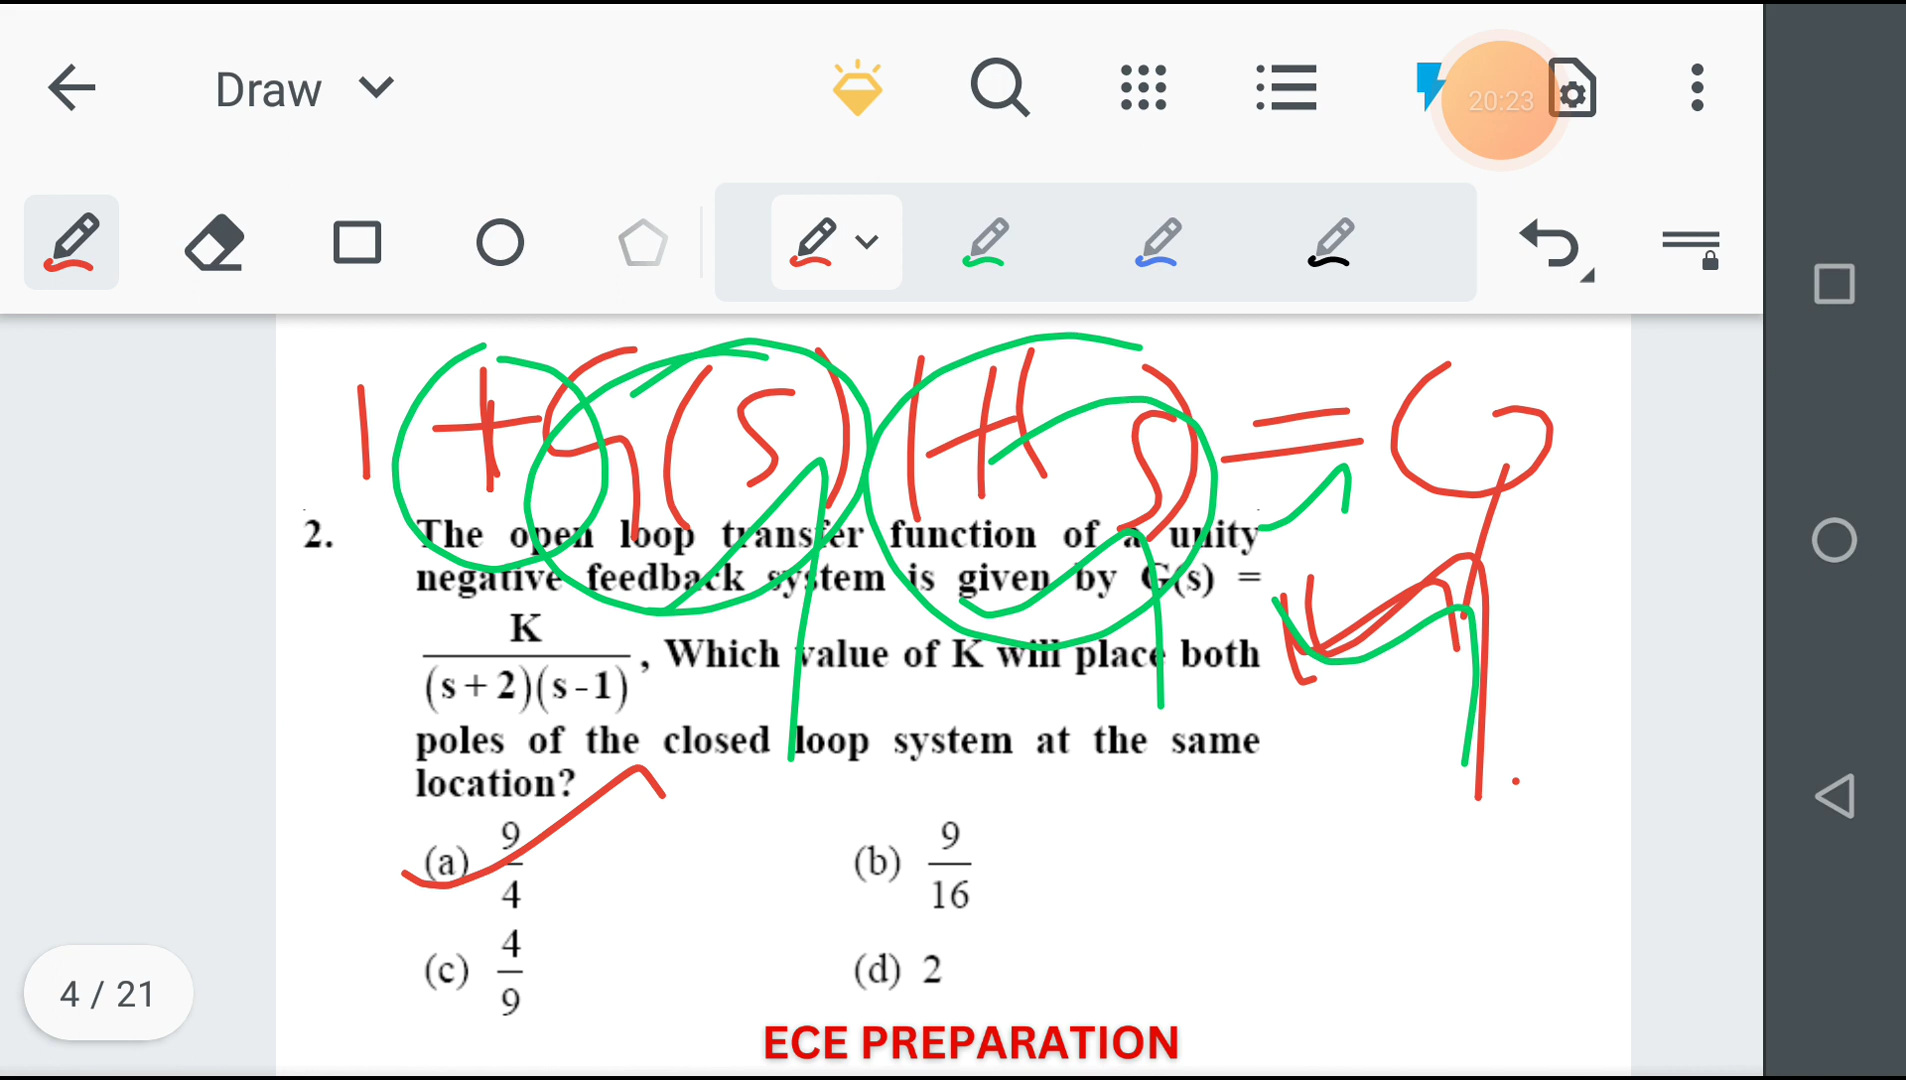 Draw
20:23
1 + G(s) H(s) = 0
2. The open loop transfer function of a unity
negative feedback system is given by G(s) =
K
(s+2)(s-1)
, Which value of K will place both
poles of the closed loop system at the same
location?
(a) 9/4
(b) 9/16
(c) 4/9
(d) 2
4 / 21
ECE PREPARATION